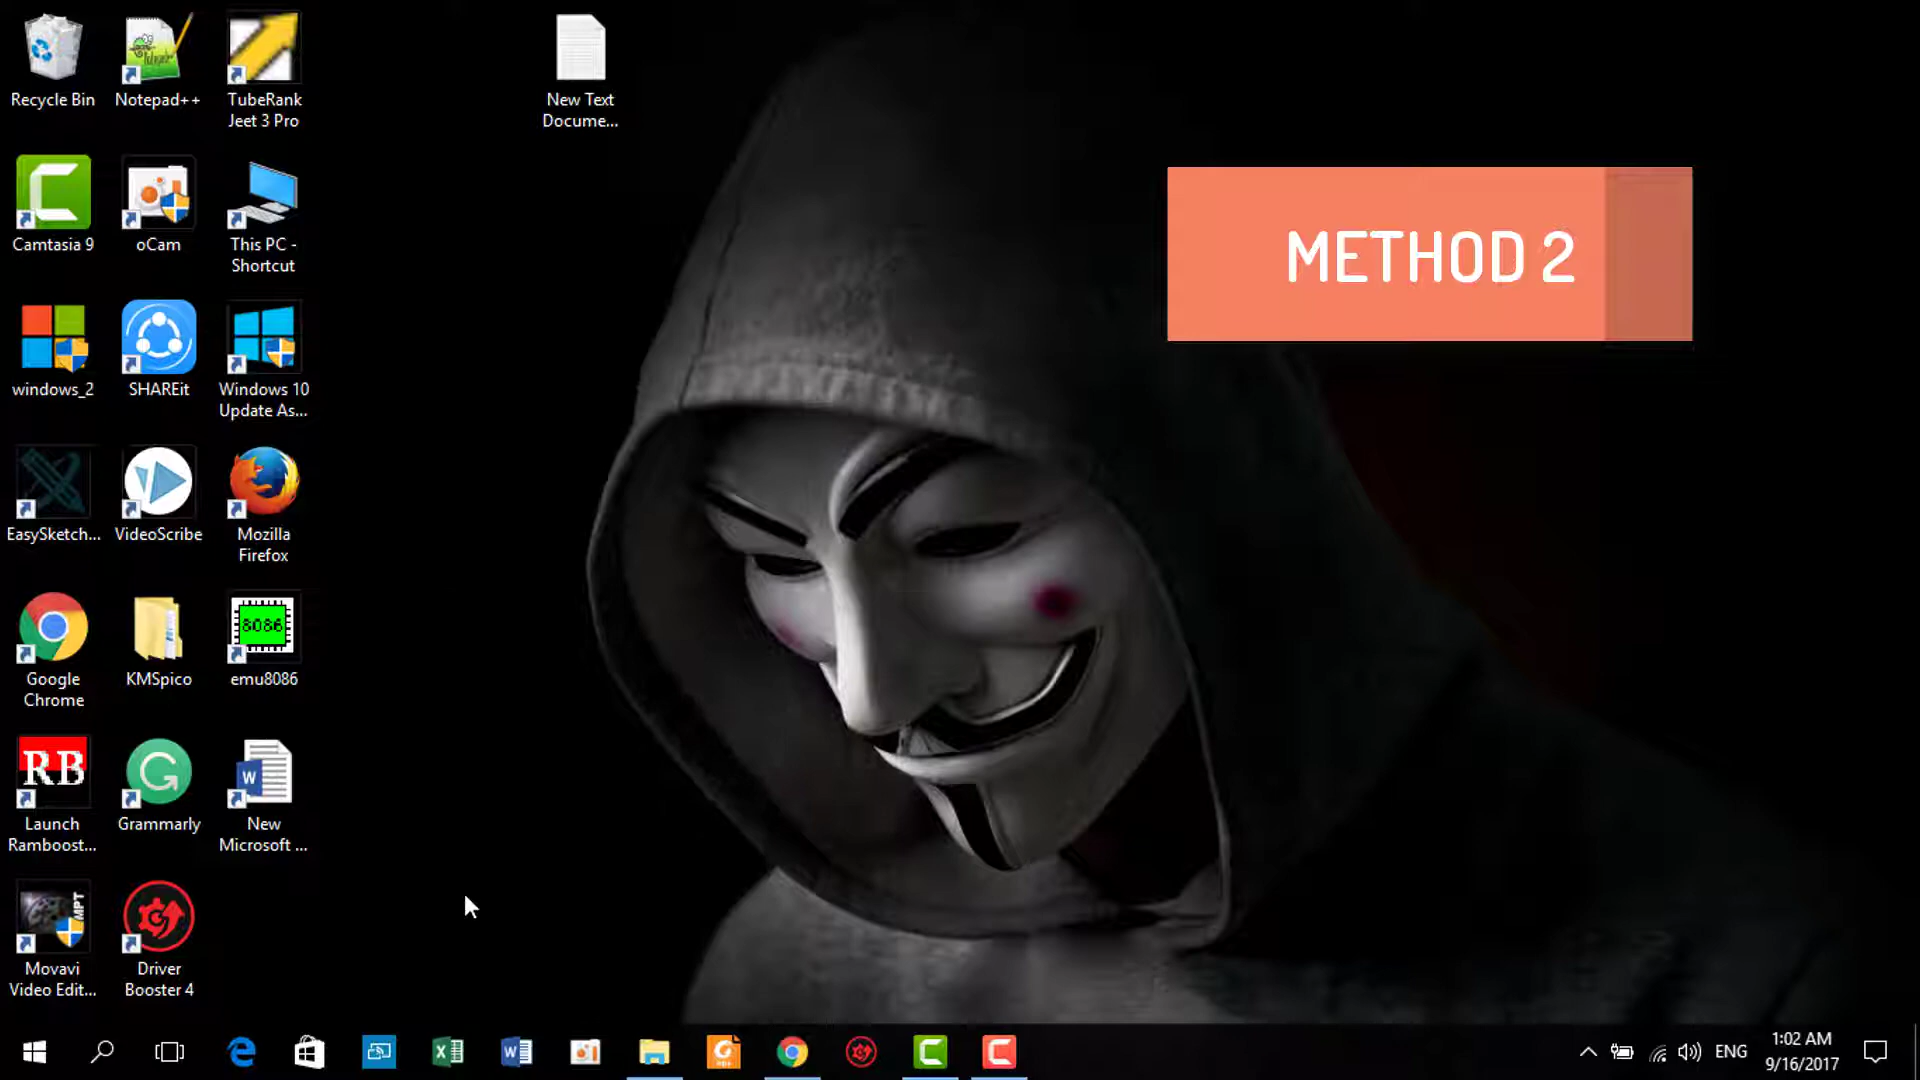 Recycle Bin
Notepad++
TubeRank
Jeet 3 Pro
New Text
Docume...
Camtasia 9
oCam
This PC -
Shortcut
METHOD 2
windows_2
SHAREit
Windows 10
Update As...
EasySketch...
VideoScribe
Mozilla
Firefox
Google
Chrome
KMSpico
8086
emu8086
RB
Launch
Ramboost...
Grammarly
W
New
Microsoft ...
MPT
Movavi
Video Edit...
Driver
Booster 4
ENG
1:02 AM
9/16/2017